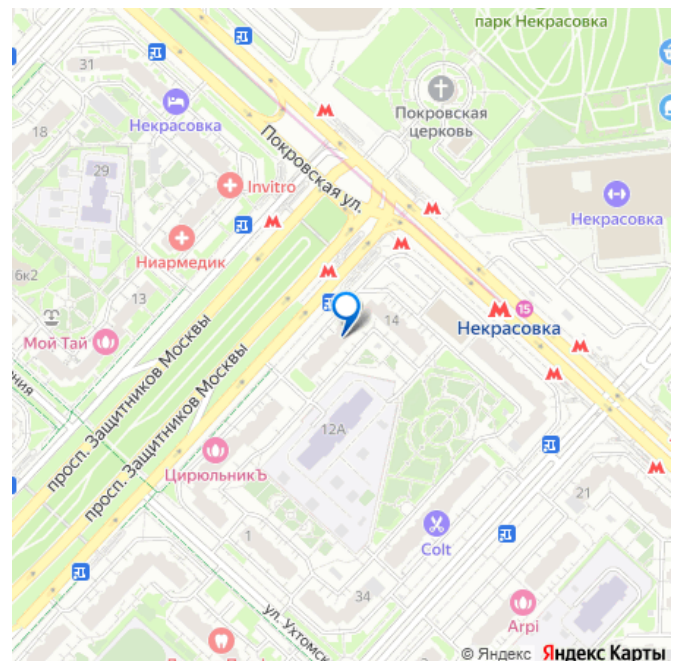 парк Некрасовка
31
Некрасовка
Покровская
церковь
18
Покровская ул.
29
Invitro
Некрасовка
Ниармедик
6к2
13
15
14
Некрасовка
Мой Тай
просп. Защитников Москвы
просп. Защитников Москвы
12А
ЦирюльникЪ
21
Colt
1
34
ул. Ухтомск
Arpi
© Яндекс Яндекс Карты